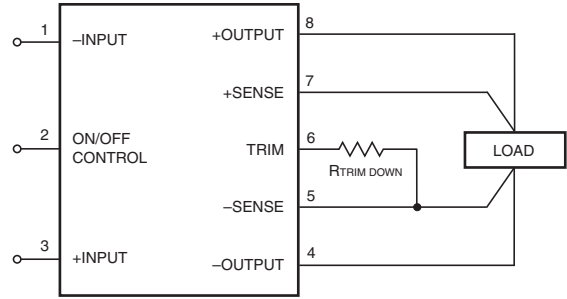 1
–INPUT
2
ON/OFF
CONTROL
3
+INPUT
+OUTPUT
8
+SENSE
7
TRIM
6
RTRIM DOWN
–SENSE
5
–OUTPUT
4
LOAD